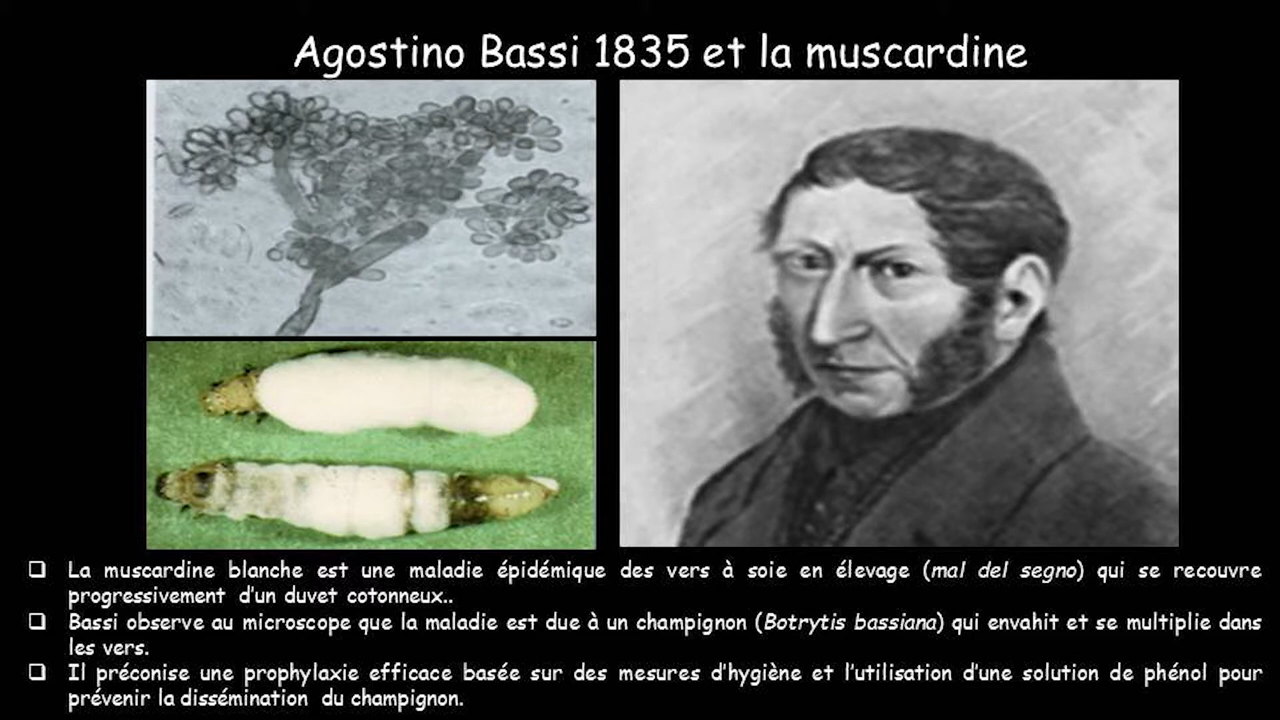 Agostino Bassi 1835 et la muscardine
❑ La muscardine blanche est une maladie épidémique des vers à soie en élevage (mal del segno) qui se recouvre
progressivement d'un duvet cotonneux..
❑ Bassi observe au microscope que la maladie est due à un champignon (Botrytis bassiana) qui envahit et se multiplie dans
les vers.
❑ Il préconise une prophylaxie efficace basée sur des mesures d'hygiène et l'utilisation d'une solution de phénol pour
prévenir la dissémination du champignon.